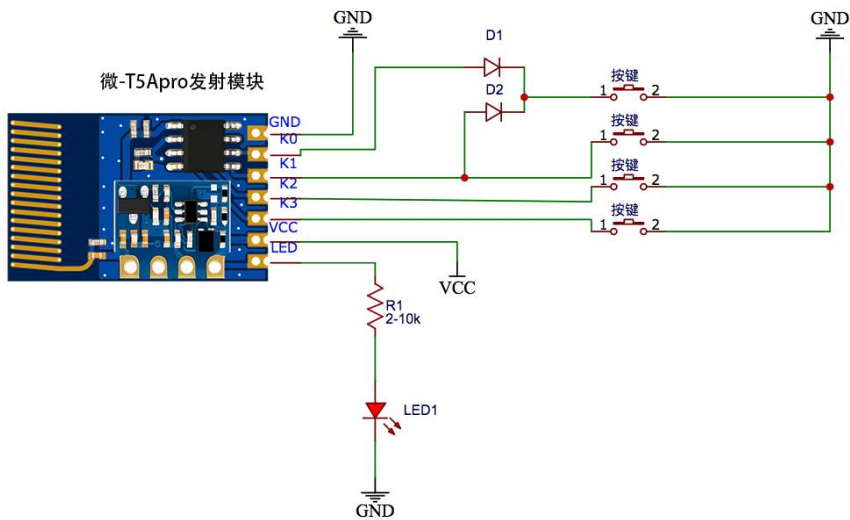 GND
GND
D1
微-T5Apro发射模块
按键
1 2
D2
GND
K0
按键
1 2
K1
按键
K2
1 2
K3
按键
VCC
1 2
LED
VCC
R1
2-10k
LED1
GND